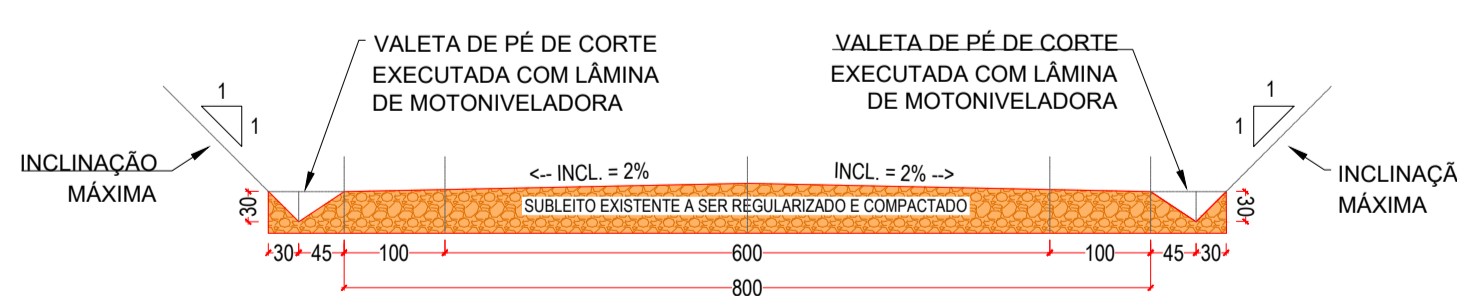 VALETA DE PÉ DE CORTE
EXECUTADA COM LÂMINA
DE MOTONIVELADORA
VALETA DE PÉ DE CORTE
EXECUTADA COM LÂMINA
DE MOTONIVELADORA
1
1
1
1
INCLINAÇÃO
MÁXIMA
INCLINAÇÃ
MÁXIMA
<-- INCL. = 2%
INCL. = 2% -->
SUBLEITO EXISTENTE A SER REGULARIZADO E COMPACTADO
30
30
30
45
100
600
100
45
30
800